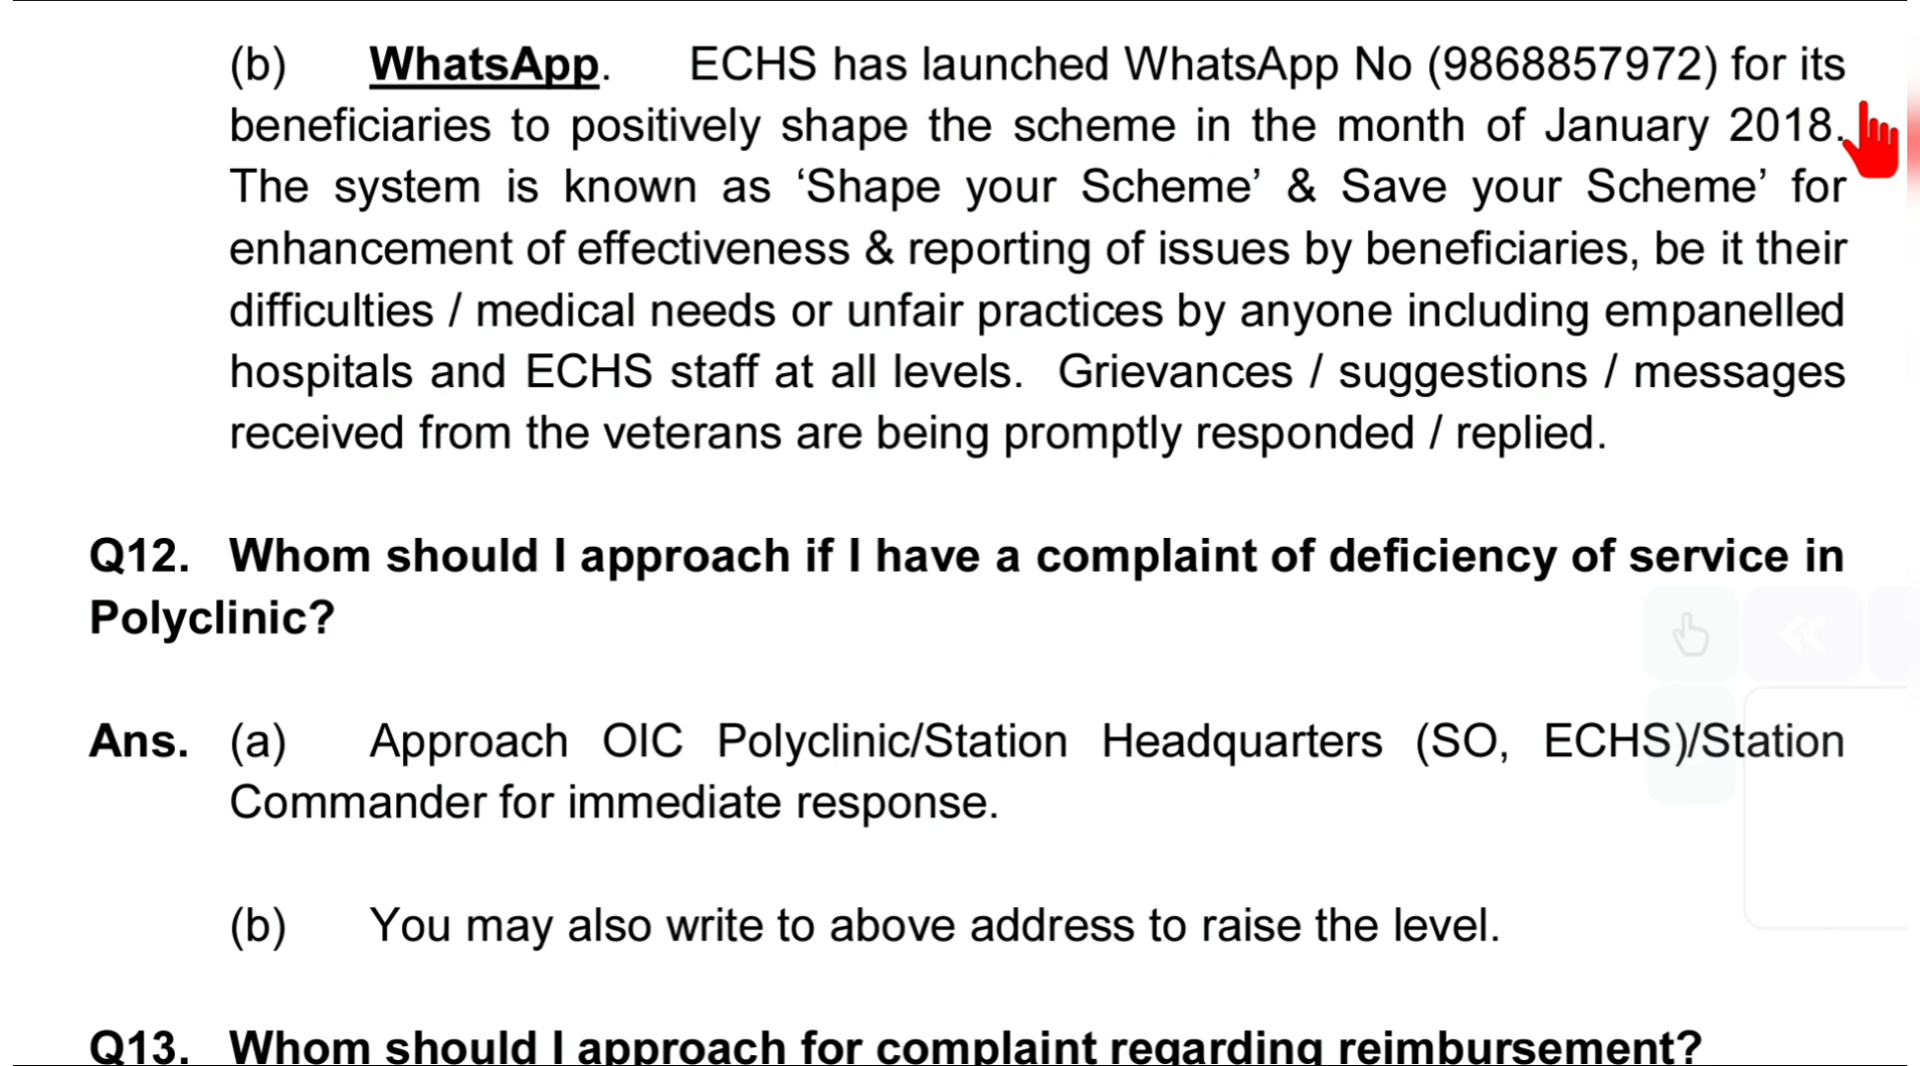 (b) WhatsApp. ECHS has launched WhatsApp No (9868857972) for its
beneficiaries to positively shape the scheme in the month of January 2018.
The system is known as ‘Shape your Scheme’ & Save your Scheme’ for
enhancement of effectiveness & reporting of issues by beneficiaries, be it their
difficulties / medical needs or unfair practices by anyone including empanelled
hospitals and ECHS staff at all levels. Grievances / suggestions / messages
received from the veterans are being promptly responded / replied.
Q12. Whom should I approach if I have a complaint of deficiency of service in
Polyclinic?
Ans. (a) Approach OIC Polyclinic/Station Headquarters (SO, ECHS)/Station
Commander for immediate response.
(b) You may also write to above address to raise the level.
Q13. Whom should I approach for complaint regarding reimbursement?